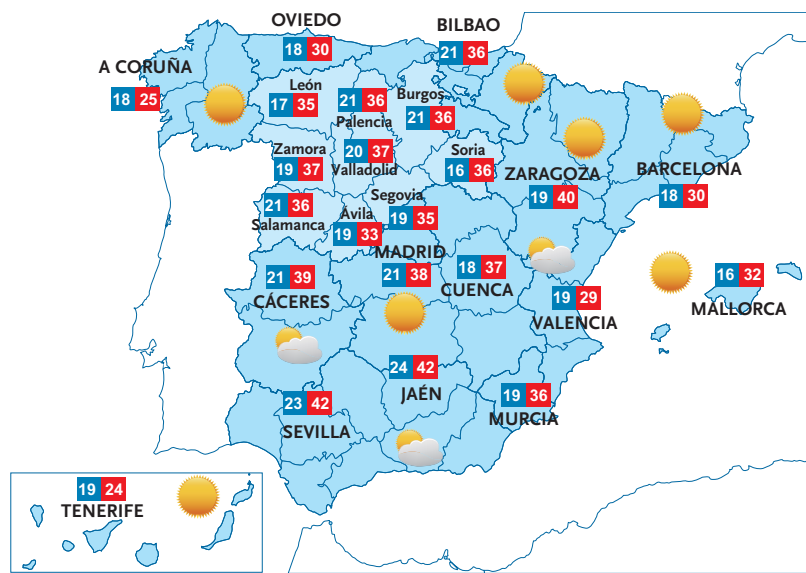 OVIEDO
18 30
BILBAO
21 36
A CORUÑA
18 25
León
17 35
21 36
Palencia
Burgos
21 36
Zamora
19 37
20 37
Valladolid
Soria
16 36
ZARAGOZA
19 40
BARCELONA
18 30
21 36
Salamanca
Segovia
19 35
Ávila
19 33
MADRID
21 38
18 37
CUENCA
21 39
CÁCERES
19 29
VALENCIA
16 32
MALLORCA
24 42
JAÉN
23 42
SEVILLA
19 36
MURCIA
19 24
TENERIFE